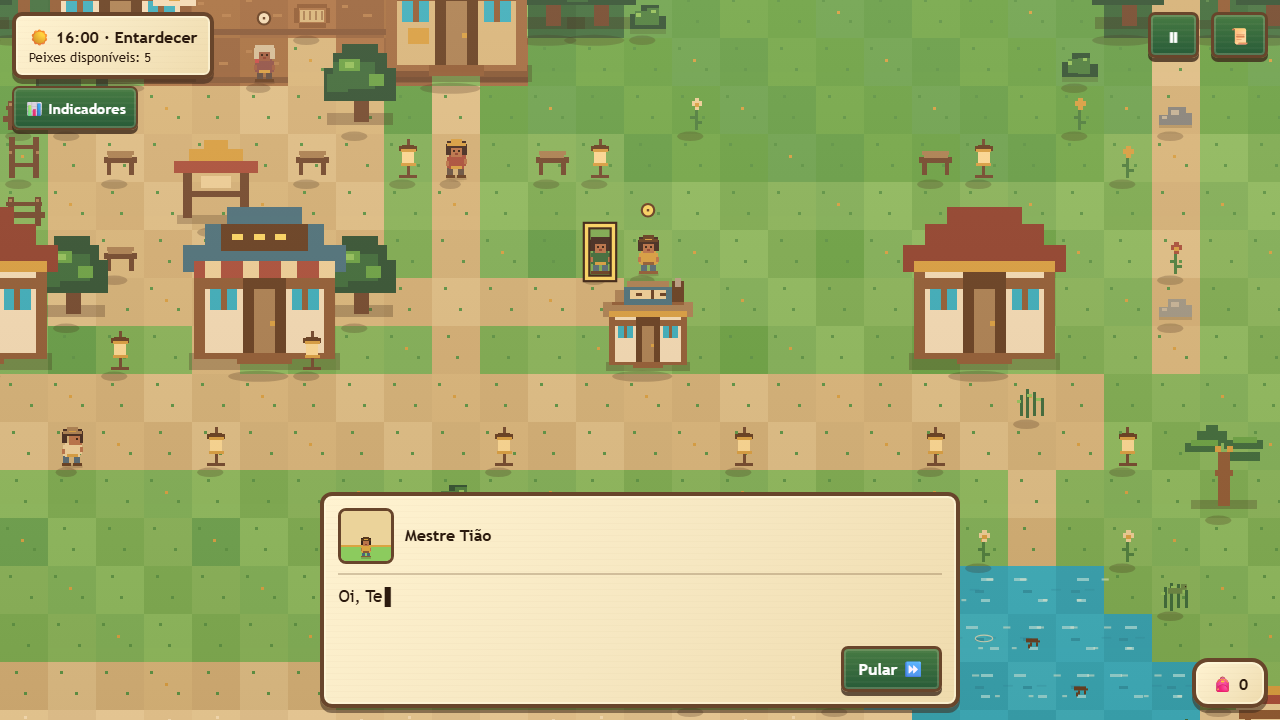 16:00 · Entardecer
Peixes disponíveis: 5
Indicadores
Mestre Tião
Oi, Te
Pular
0